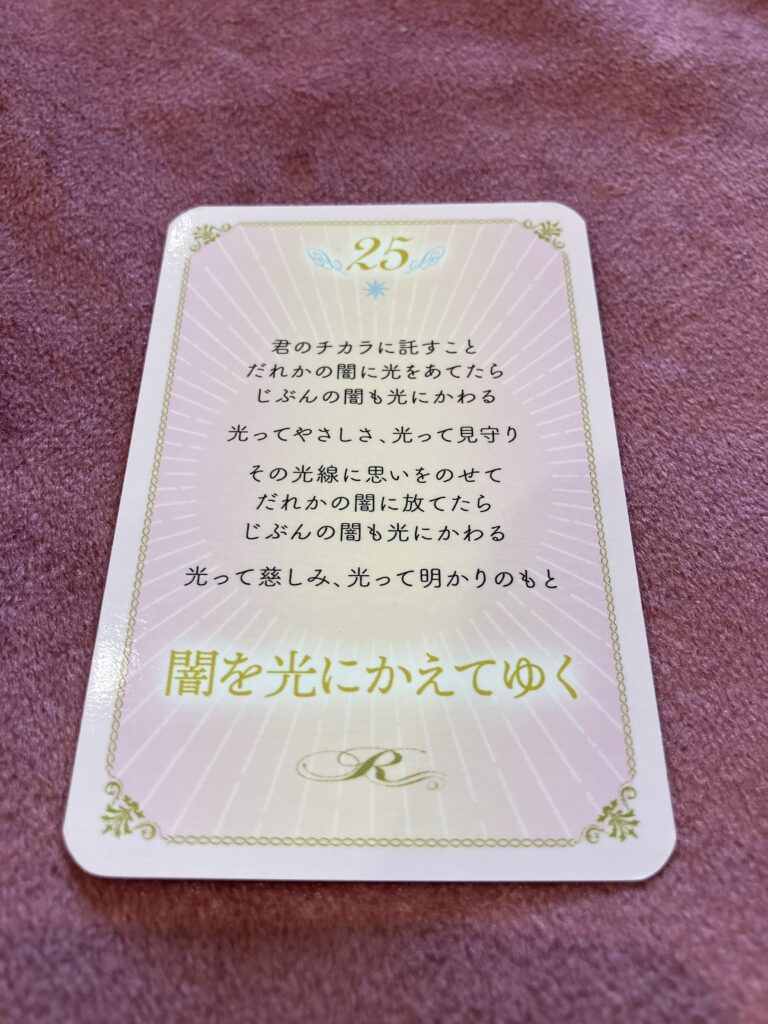 25
君のチカラに託すこと
だれかの闇に光をあてたら
じぶんの闇も光にかわる
光ってやさしさ、光って見守り
その光線に思いをのせて
だれかの闇に放てたら
じぶんの闇も光にかわる
光って慈しみ、光って明かりのもと
闇を光にかえてゆく
R